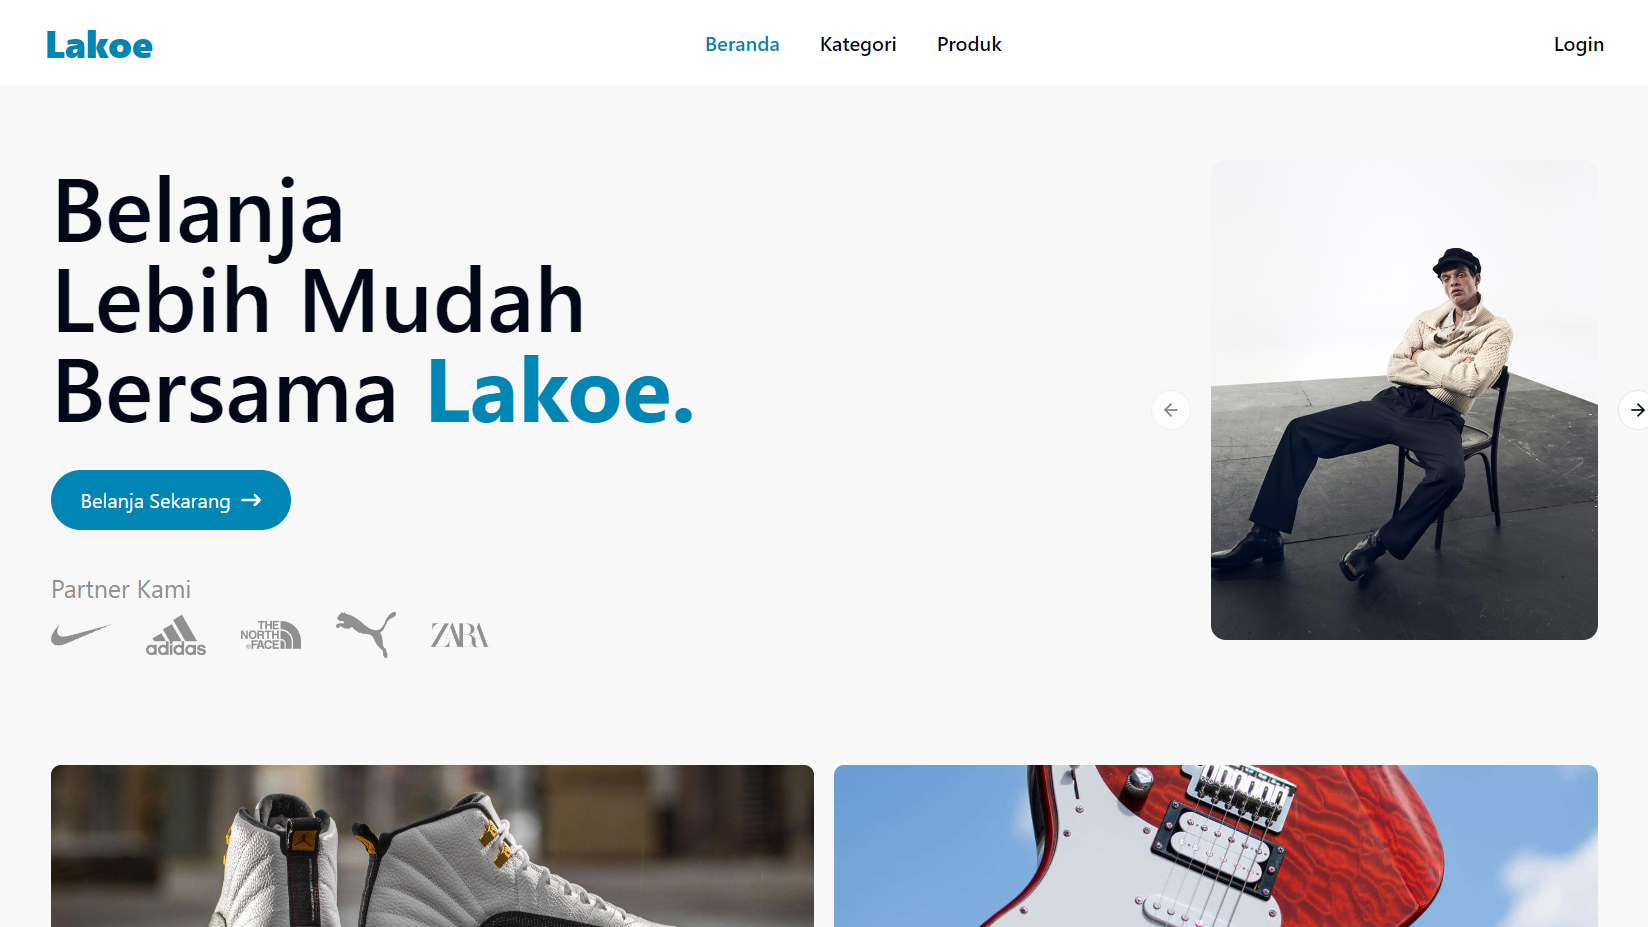 Lakoe
Beranda
Kategori
Produk
Login
Belanja
Lebih Mudah
Bersama Lakoe.
Belanja Sekarang
Partner Kami
adidas
THE
NORTH
FACE
ZARA